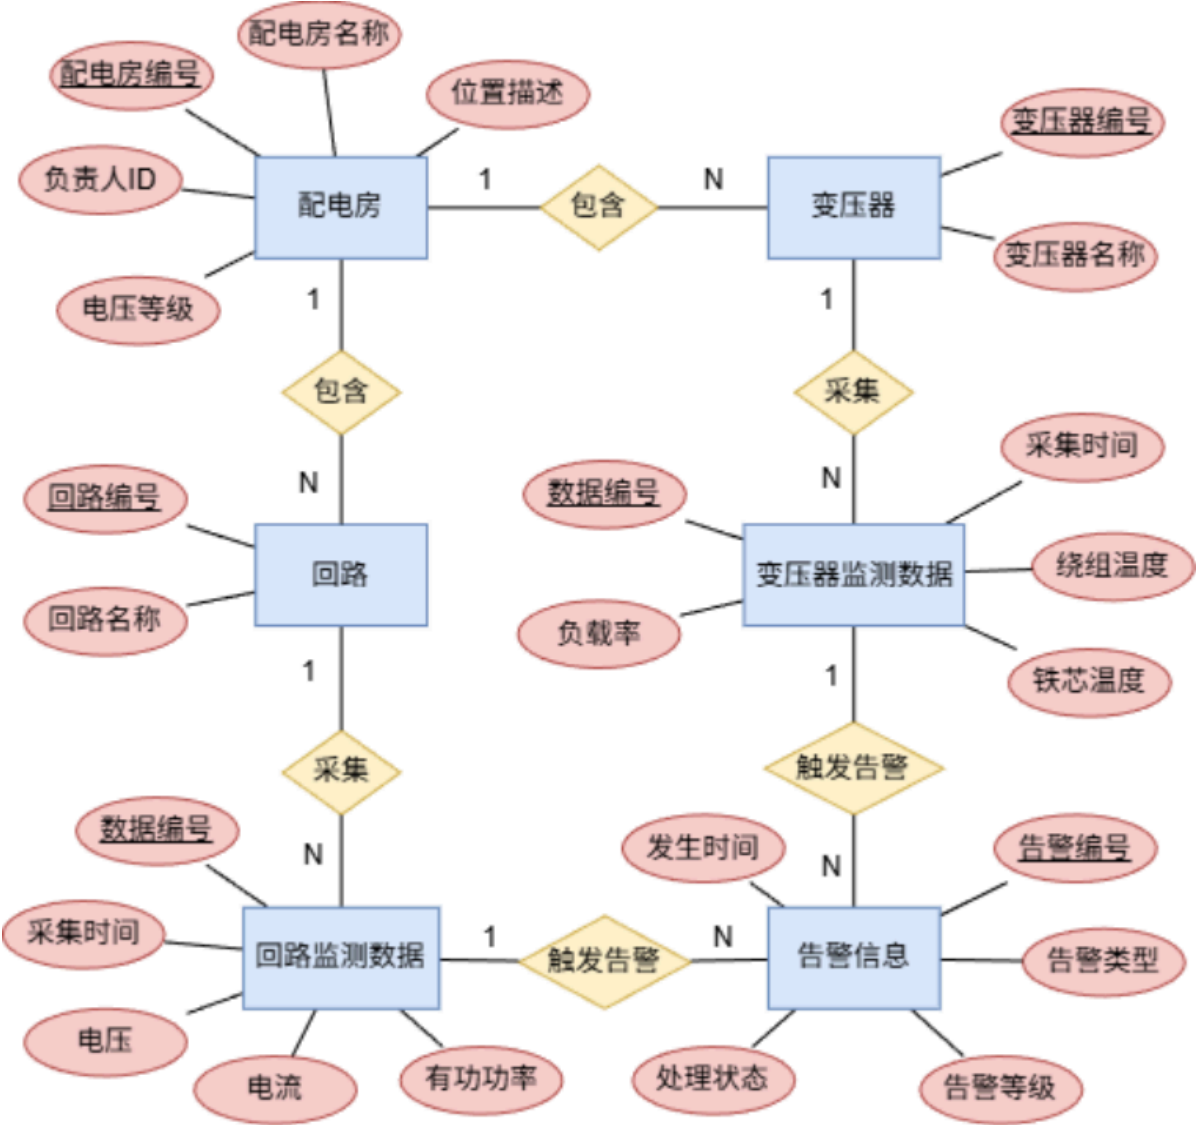 配电房名称
配电房编号
位置描述
变压器编号
负责人ID
配电房
1
包含
N
变压器
变压器名称
电压等级
1
1
包含
采集
采集时间
N
N
回路编号
数据编号
回路
变压器监测数据
绕组温度
回路名称
负载率
1
1
铁芯温度
采集
触发告警
数据编号
N
发生时间
N
告警编号
采集时间
回路监测数据
1
触发告警
N
告警信息
告警类型
电压
电流
有功功率
处理状态
告警等级